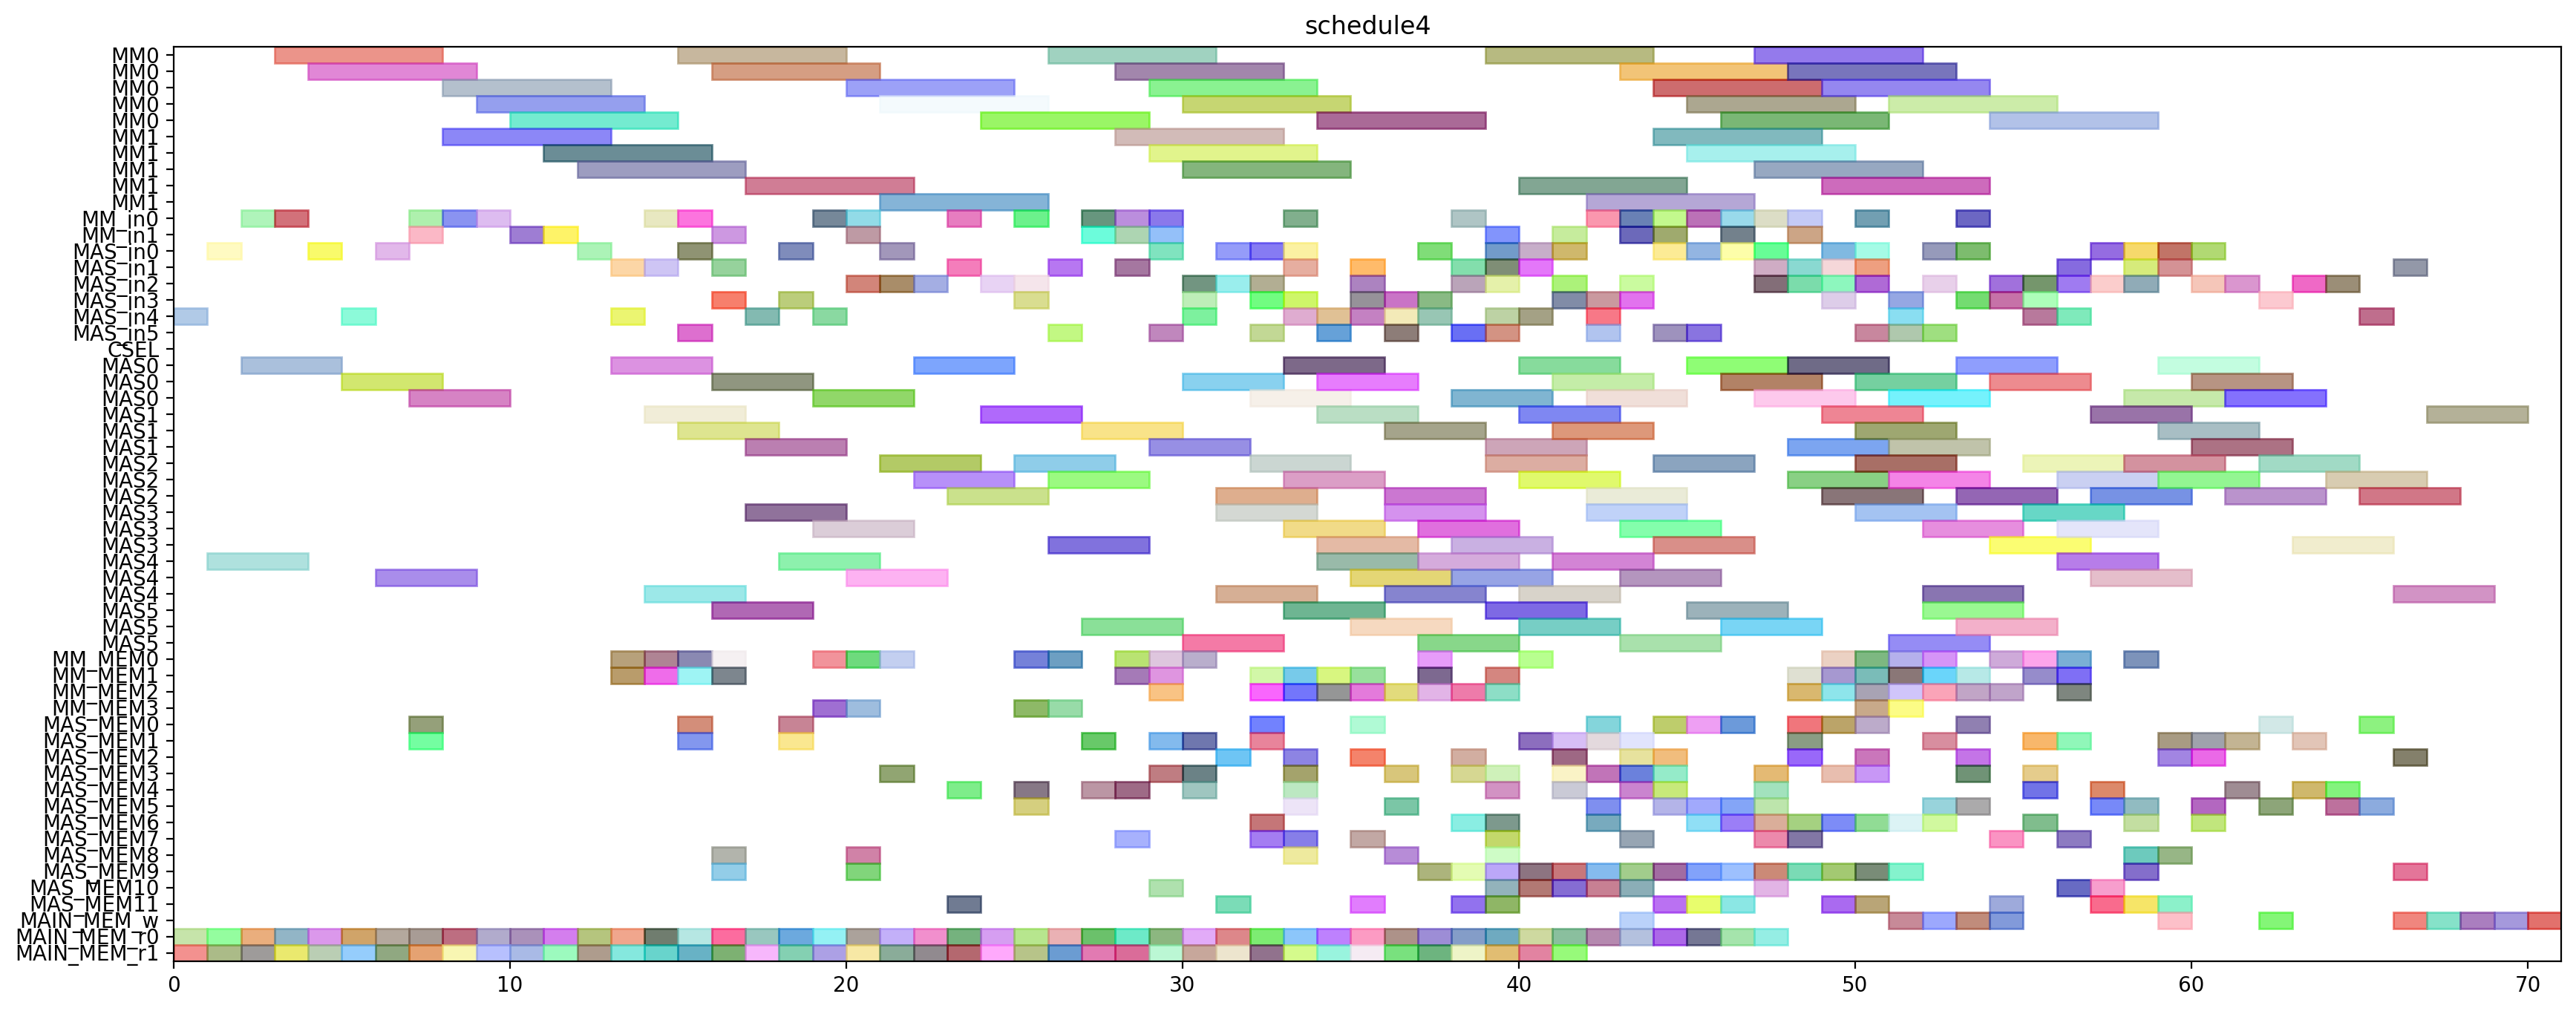 schedule4
MM0
MM0
MM0
MM0
MM0
MM1
MM1
MM1
MM1
MM1
MM_in0
MM_in1
MAS_in0
MAS_in1
MAS_in2
MAS_in3
MAS_in4
MAS_in5
CSEL
MAS0
MAS0
MAS0
MAS1
MAS1
MAS1
MAS2
MAS2
MAS2
MAS3
MAS3
MAS3
MAS4
MAS4
MAS4
MAS5
MAS5
MAS5
MM_MEM0
MM_MEM1
MM_MEM2
MM_MEM3
MAS_MEM0
MAS_MEM1
MAS_MEM2
MAS_MEM3
MAS_MEM4
MAS_MEM5
MAS_MEM6
MAS_MEM7
MAS_MEM8
MAS_MEM9
MAS_MEM10
MAS_MEM11
MAIN_MEM_w
MAIN_MEM_r0
MAIN_MEM_r1
0 10 20 30 40 50 60 70